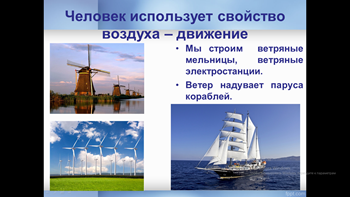 Человек использует свойство
воздуха – движение
• Мы строим ветряные
мельницы, ветряные
электростанции.
• Ветер надувает паруса
кораблей.